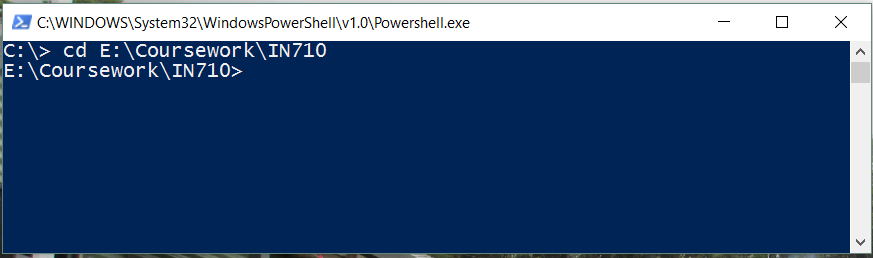 C:\WINDOWS\System32\WindowsPowerShell\v1.0\Powershell.exe
C:\> cd E:\Coursework\IN710
E:\Coursework\IN710>